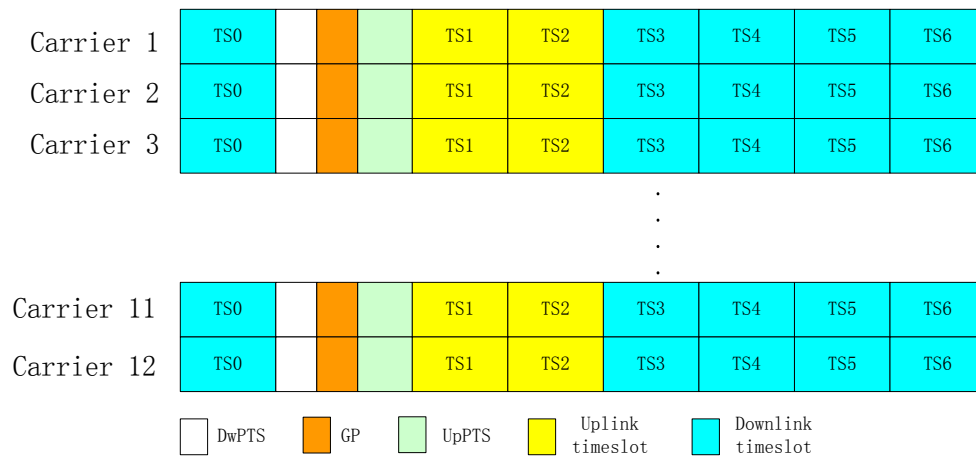 Carrier 1 TS0 TS1 TS2 TS3 TS4 TS5 TS6
Carrier 2 TS0 TS1 TS2 TS3 TS4 TS5 TS6
Carrier 3 TS0 TS1 TS2 TS3 TS4 TS5 TS6
.
.
.
.
Carrier 11 TS0 TS1 TS2 TS3 TS4 TS5 TS6
Carrier 12 TS0 TS1 TS2 TS3 TS4 TS5 TS6
DwPTS GP UpPTS Uplink timeslot Downlink timeslot